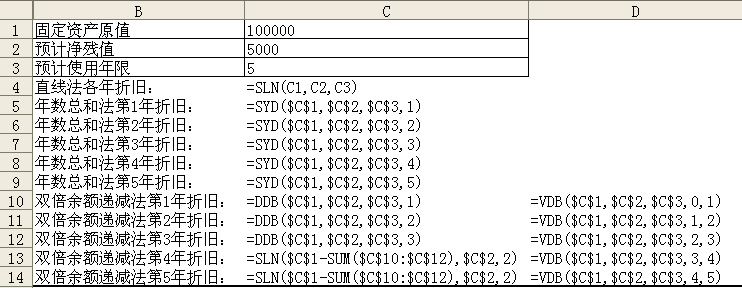 B C D
1 固定资产原值 100000
2 预计净残值 5000
3 预计使用年限 5
4 直线法各年折旧: =SLN(C1,C2,C3)
5 年数总和法第1年折旧: =SYD($C$1,$C$2,$C$3,1)
6 年数总和法第2年折旧: =SYD($C$1,$C$2,$C$3,2)
7 年数总和法第3年折旧: =SYD($C$1,$C$2,$C$3,3)
8 年数总和法第4年折旧: =SYD($C$1,$C$2,$C$3,4)
9 年数总和法第5年折旧: =SYD($C$1,$C$2,$C$3,5)
10 双倍余额递减法第1年折旧: =DDB($C$1,$C$2,$C$3,1) =VDB($C$1,$C$2,$C$3,0,1)
11 双倍余额递减法第2年折旧: =DDB($C$1,$C$2,$C$3,2) =VDB($C$1,$C$2,$C$3,1,2)
12 双倍余额递减法第3年折旧: =DDB($C$1,$C$2,$C$3,3) =VDB($C$1,$C$2,$C$3,2,3)
13 双倍余额递减法第4年折旧: =SLN($C$1-SUM($C$10:$C$12),$C$2,2) =VDB($C$1,$C$2,$C$3,3,4)
14 双倍余额递减法第5年折旧: =SLN($C$1-SUM($C$10:$C$12),$C$2,2) =VDB($C$1,$C$2,$C$3,4,5)